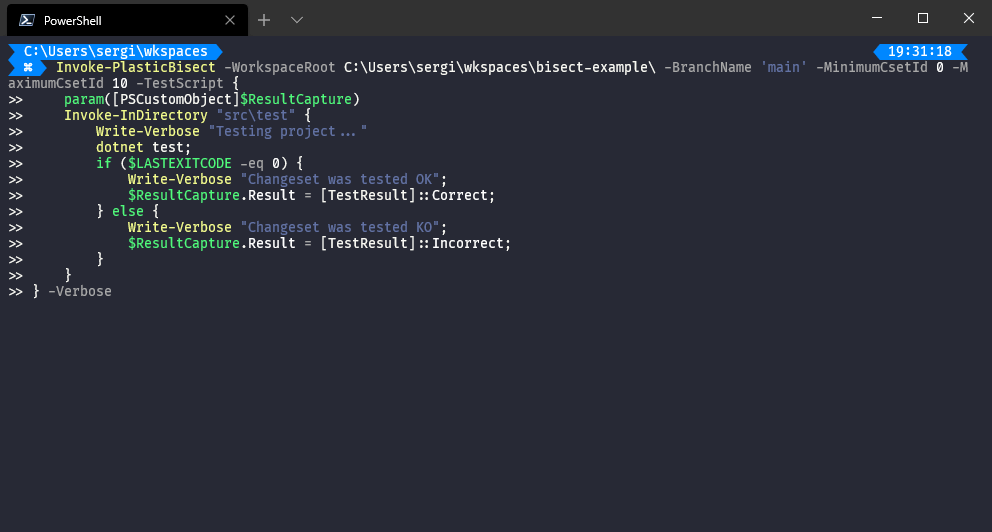 PowerShell
C:\Users\sergi\wkspaces 19:31:18
⌘ Invoke-PlasticBisect -WorkspaceRoot C:\Users\sergi\wkspaces\bisect-example\ -BranchName 'main' -MinimumCsetId 0 -M
aximumCsetId 10 -TestScript {
>>     param([PSCustomObject]$ResultCapture)
>>     Invoke-InDirectory "src\test" {
>>         Write-Verbose "Testing project..."
>>         dotnet test;
>>         if ($LASTEXITCODE -eq 0) {
>>             Write-Verbose "Changeset was tested OK";
>>             $ResultCapture.Result = [TestResult]::Correct;
>>         } else {
>>             Write-Verbose "Changeset was tested KO";
>>             $ResultCapture.Result = [TestResult]::Incorrect;
>>         }
>>     }
>> } -Verbose